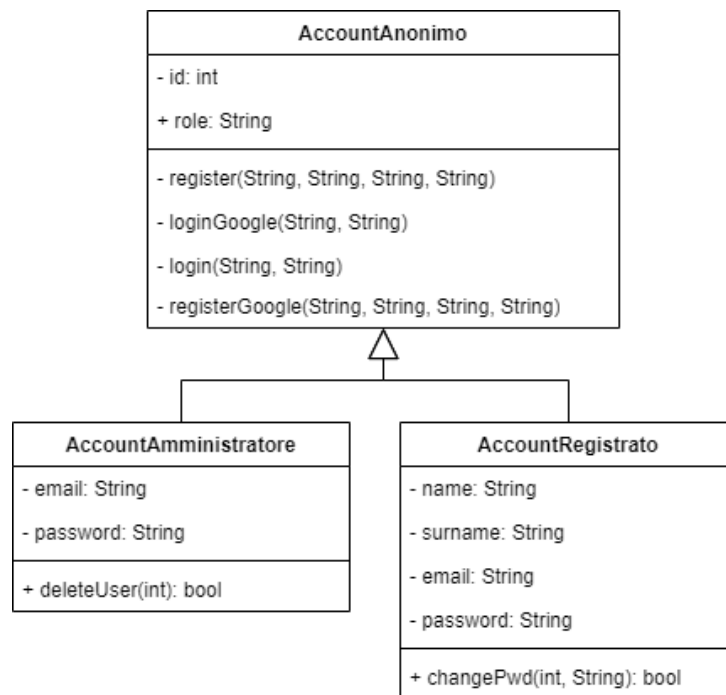 AccountAnonimo
- id: int
+ role: String
- register(String, String, String, String)
- loginGoogle(String, String)
- login(String, String)
- registerGoogle(String, String, String, String)
AccountAmministratore
- email: String
- password: String
+ deleteUser(int): bool
AccountRegistrato
- name: String
- surname: String
- email: String
- password: String
+ changePwd(int, String): bool